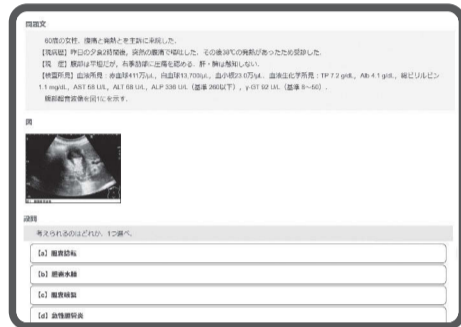 問題文
60歳の女性。腹痛と発熱とを主訴に来院した。
【現病歴】昨日の夕食2時間後、突然の腹痛で嘔吐した。その後38℃の発熱があったため受診した。
【現 症】腹部は平坦だが、右季肋部に圧痛を認める。肝・脾は触知しない。
【検査所見】血液所見：赤血球411万/μL、白血球13,700/μL、血小板23.0万/μL。血液生化学所見：TP 7.2 g/dL、Alb 4.1 g/dL、総ビリルビン
1.1 mg/dL、AST 58 U/L、ALT 68 U/L、ALP 338 U/L（基準 260以下）、γ-GT 92 U/L（基準 8〜50）。
腹部超音波像を図1に示す。
図
設問
考えられるのはどれか。1つ選べ。
【a】胆嚢捻転
【b】胆嚢水腫
【c】胆嚢
【d】急性胆管炎